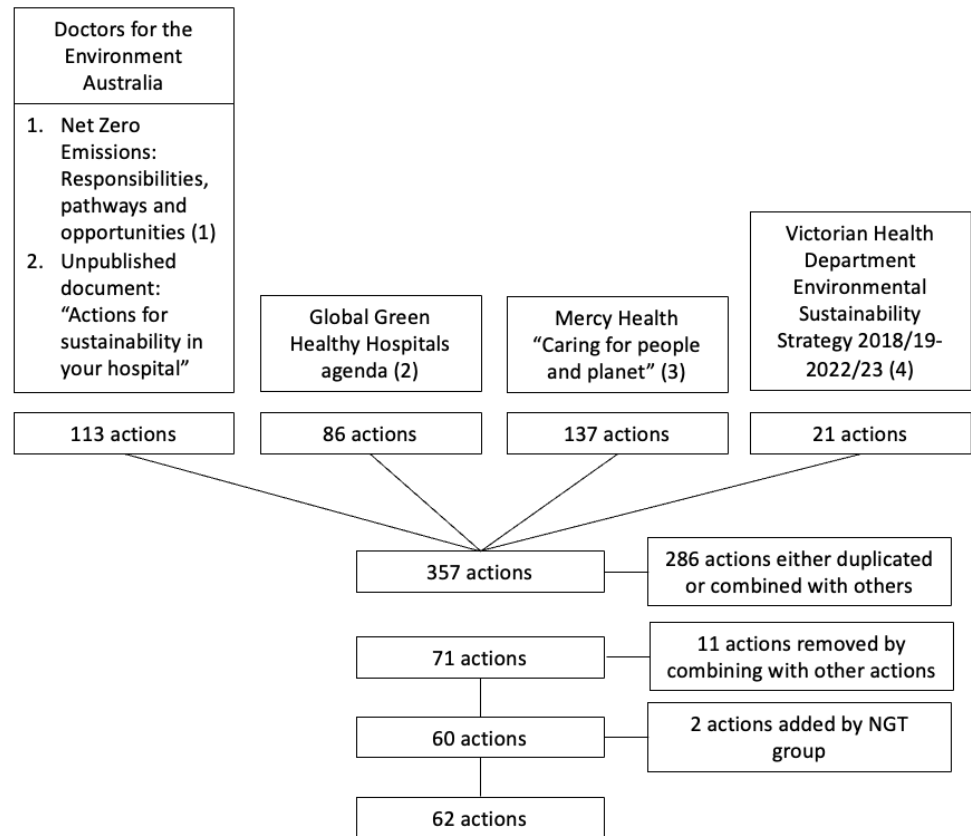 Doctors for the
Environment
Australia
1. Net Zero
Emissions:
Responsibilities,
pathways and
opportunities (1)
2. Unpublished
document:
“Actions for
sustainability in
your hospital”
Global Green
Healthy Hospitals
agenda (2)
Mercy Health
“Caring for people
and planet” (3)
Victorian Health
Department
Environmental
Sustainability
Strategy 2018/19-
2022/23 (4)
113 actions
86 actions
137 actions
21 actions
357 actions
286 actions either duplicated
or combined with others
71 actions
11 actions removed by
combining with other actions
60 actions
2 actions added by NGT
group
62 actions